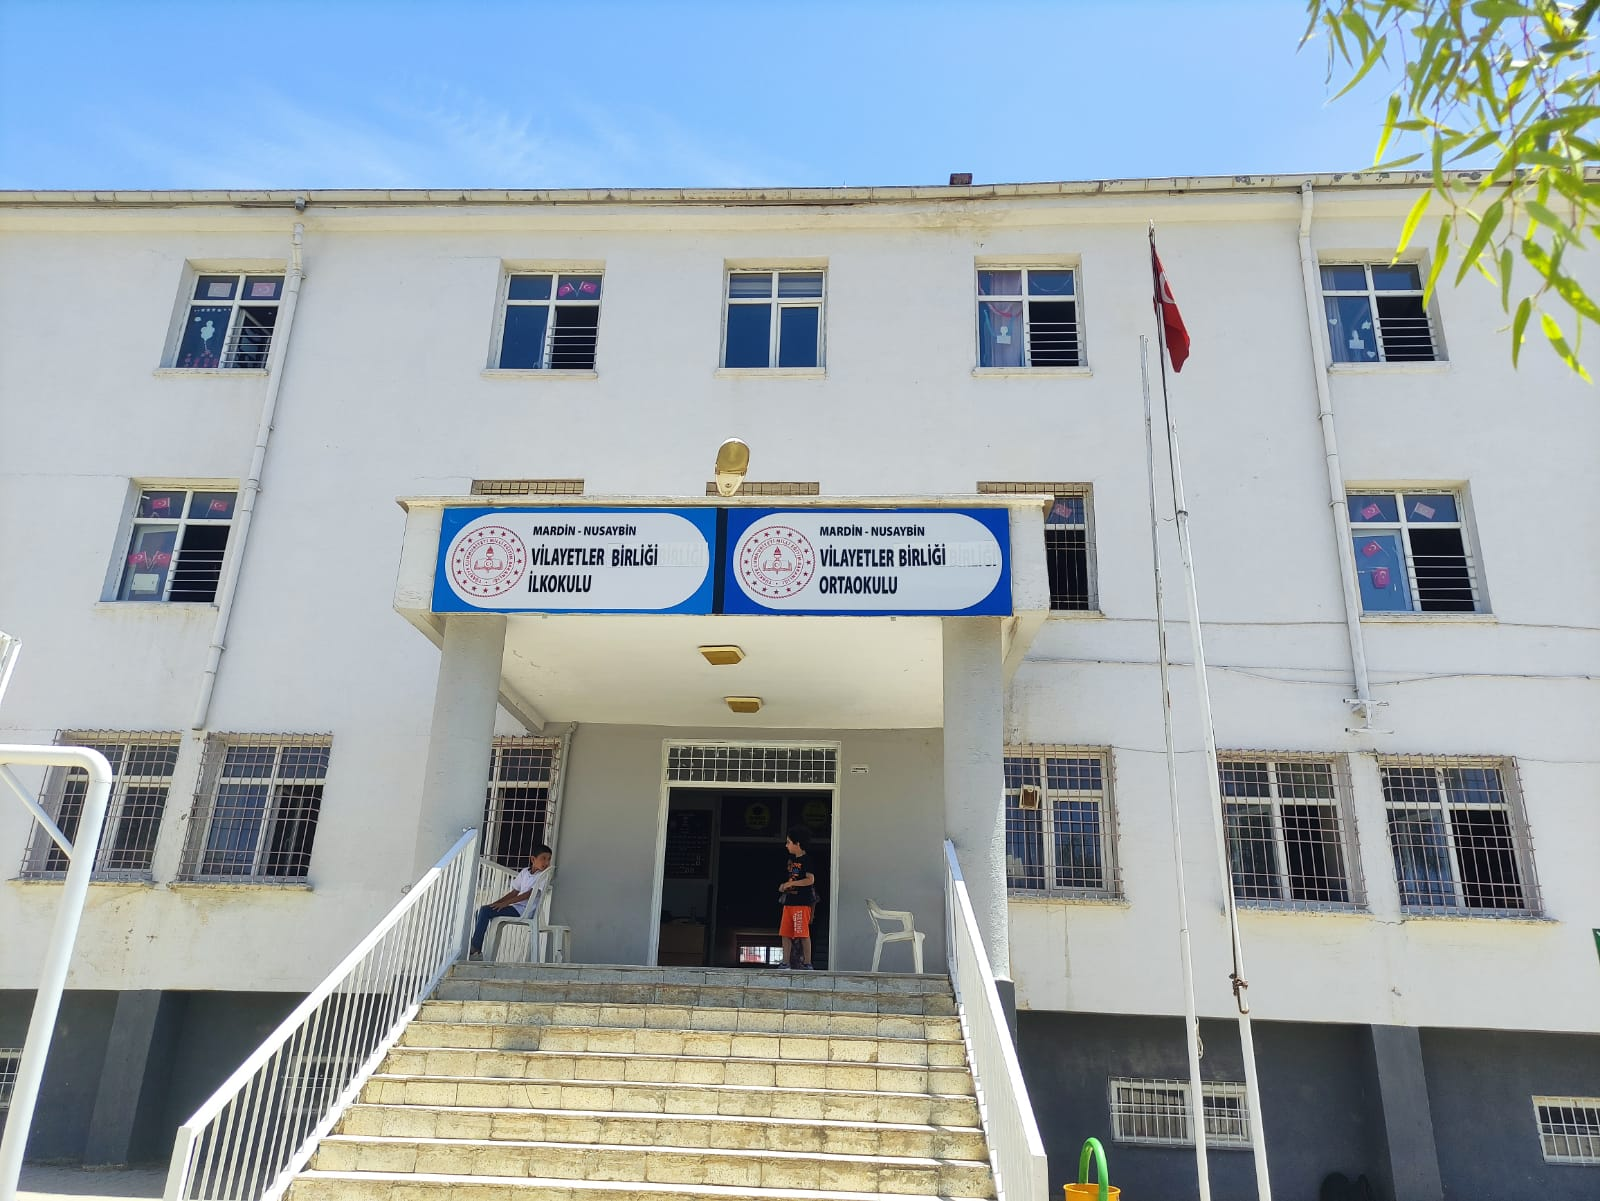 MARDİN - NUSAYBİN
VİLAYETLER BİRLİĞİ
İLKOKULU
MARDİN - NUSAYBİN
VİLAYETLER BİRLİĞİ
ORTAOKULU